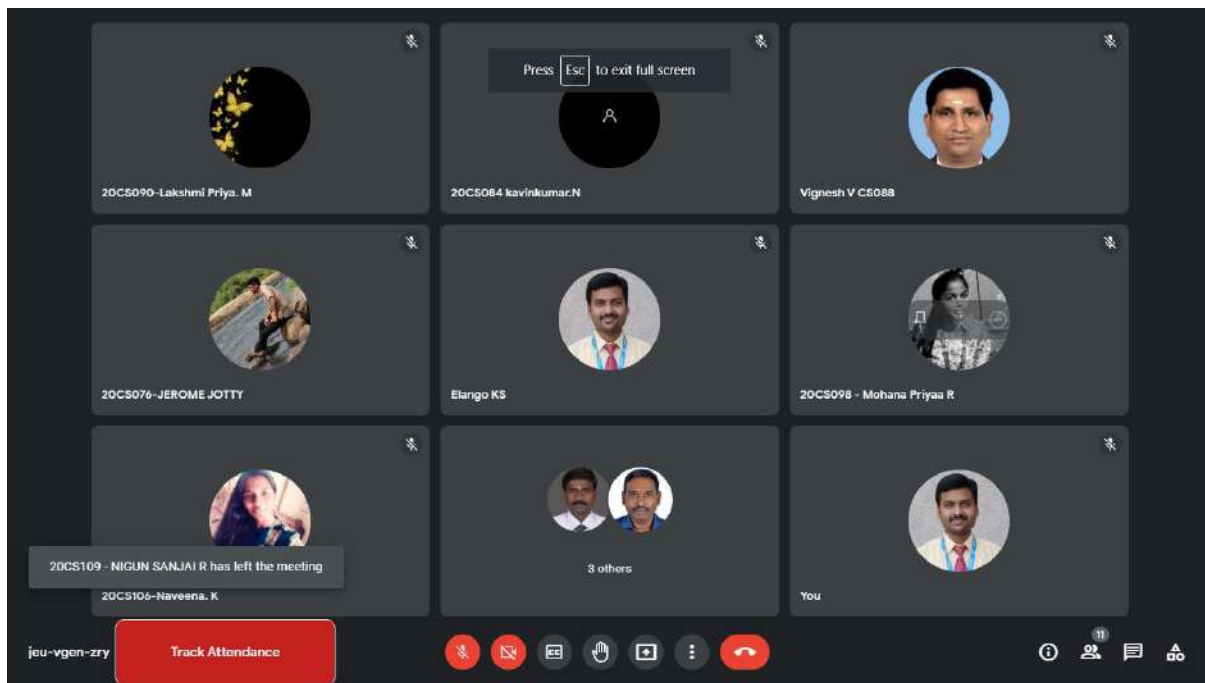 Press Esc to exit full screen
20CS090-Lakshmi Priya. M
20CS084 kavinkumar.N
Vignesh V CS088
20CS076-JEROME JOTTY
Elango KS
20CS098 - Mohana Priyaa R
20CS109 - NIGUN SANJAI R has left the meeting
20CS106-Naveena. K
3 others
You
jeu-vgen-zry
Track Attendance
CC
11